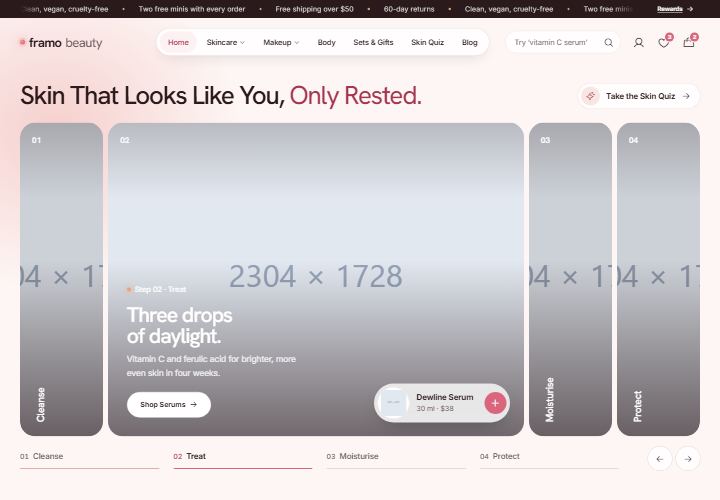 Clean, vegan, cruelty-free • Two free minis with every order • Free shipping over $50 • 60-day returns • Clean, vegan, cruelty-free • Two free minis Rewards →
framo beauty
Home Skincare Makeup Body Sets & Gifts Skin Quiz Blog
Try 'vitamin C serum'
3 2
Skin That Looks Like You, Only Rested.
Take the Skin Quiz →
01 02 03 04
2304 × 1728
Step 02 · Treat
Three drops
of daylight.
Vitamin C and ferulic acid for brighter, more
even skin in four weeks.
Shop Serums →
Dewline Serum
30 ml · $38
Cleanse
Moisturise
Protect
01 Cleanse 02 Treat 03 Moisturise 04 Protect